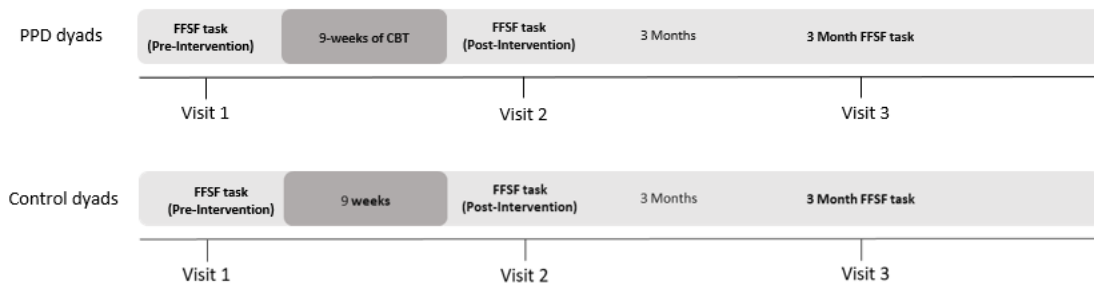 PPD dyads
FFSF task
(Pre-Intervention)
9-weeks of CBT
FFSF task
(Post-Intervention)
3 Months
3 Month FFSF task
Visit 1
Visit 2
Visit 3
Control dyads
FFSF task
(Pre-Intervention)
9 weeks
FFSF task
(Post-Intervention)
3 Months
3 Month FFSF task
Visit 1
Visit 2
Visit 3